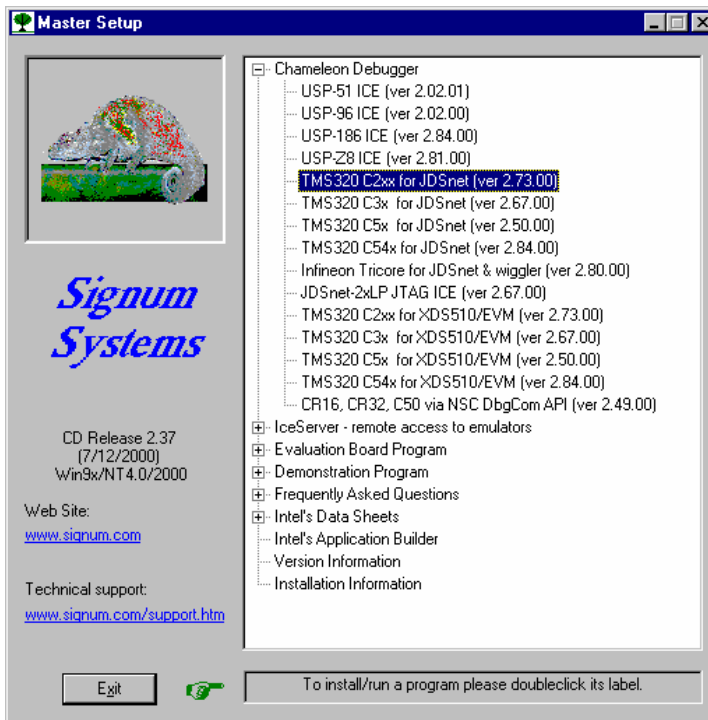 Master Setup
Chameleon Debugger
USP-51 ICE (ver 2.02.01)
USP-96 ICE (ver 2.02.00)
USP-186 ICE (ver 2.84.00)
USP-Z8 ICE (ver 2.81.00)
TMS320 C2xx for JDSnet (ver 2.73.00)
TMS320 C3x for JDSnet (ver 2.67.00)
TMS320 C5x for JDSnet (ver 2.50.00)
TMS320 C54x for JDSnet (ver 2.84.00)
Infineon Tricore for JDSnet & wiggler (ver 2.80.00)
JDSnet-2xLP JTAG ICE (ver 2.67.00)
TMS320 C2xx for XDS510/EVM (ver 2.73.00)
TMS320 C3x for XDS510/EVM (ver 2.67.00)
TMS320 C5x for XDS510/EVM (ver 2.50.00)
TMS320 C54x for XDS510/EVM (ver 2.84.00)
CR16, CR32, C50 via NSC DbgCom API (ver 2.49.00)
IceServer - remote access to emulators
Evaluation Board Program
Demonstration Program
Frequently Asked Questions
Intel's Data Sheets
Intel's Application Builder
Version Information
Installation Information
Signum
Systems
CD Release 2.37
(7/12/2000)
Win9x/NT4.0/2000
Web Site:
www.signum.com
Technical support:
www.signum.com/support.htm
Exit
To install/run a program please doubleclick its label.